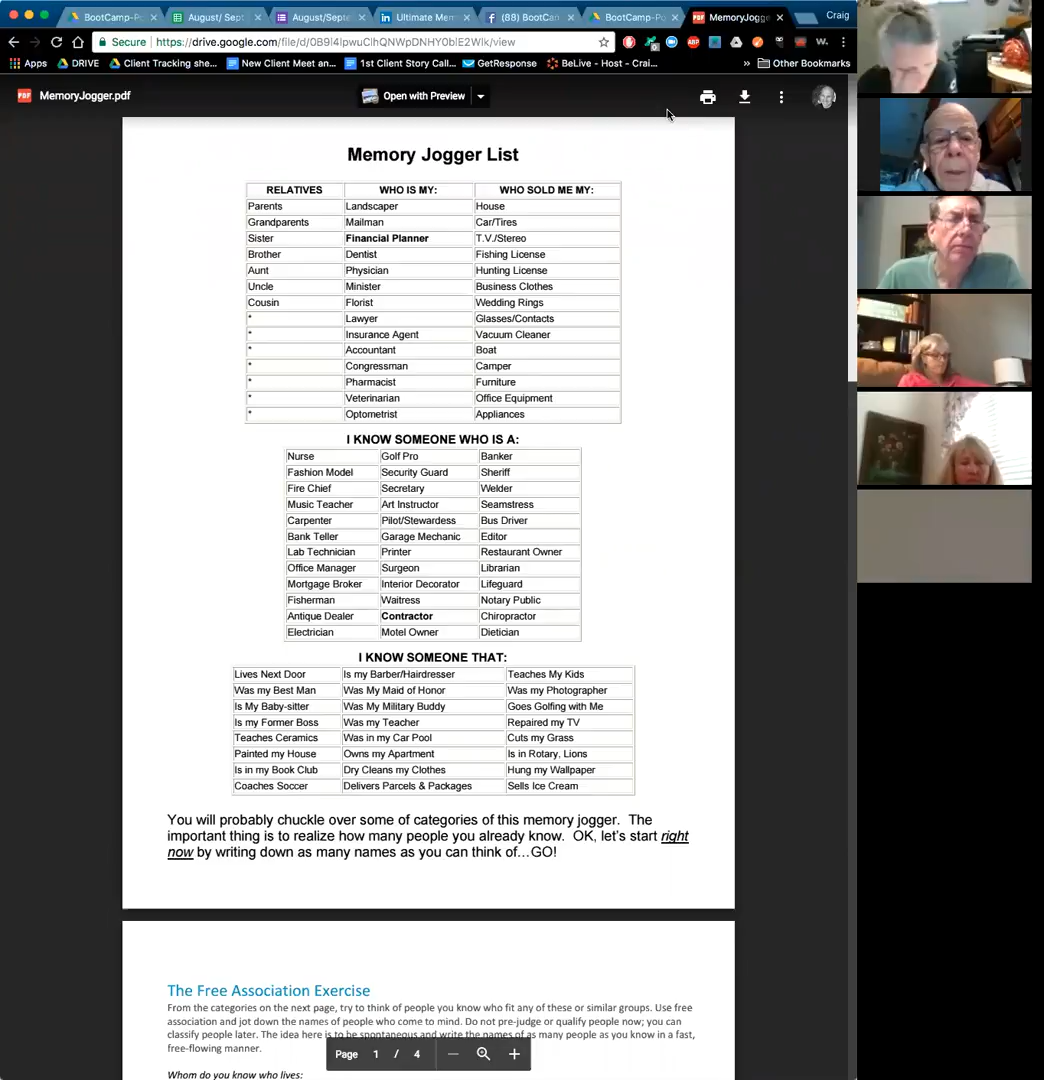 BootCamp-Po
August/ Sept
August/Septe
Ultimate Mem
(88) BootCan
BootCamp-Po
MemoryJogge
Craig
Secure
https://drive.google.com/file/d/0B9I4IpwuClhQNWpDNHY0blE2Wlk/view
Apps DRIVE Client Tracking she... New Client Meet an... 1st Client Story Call... GetResponse BeLive - Host - Crai... » Other Bookmarks
MemoryJogger.pdf
Open with Preview
Memory Jogger List
RELATIVES WHO IS MY: WHO SOLD ME MY:
Parents Landscaper House
Grandparents Mailman Car/Tires
Sister Financial Planner T.V./Stereo
Brother Dentist Fishing License
Aunt Physician Hunting License
Uncle Minister Business Clothes
Cousin Florist Wedding Rings
* Lawyer Glasses/Contacts
* Insurance Agent Vacuum Cleaner
* Accountant Boat
* Congressman Camper
* Pharmacist Furniture
* Veterinarian Office Equipment
* Optometrist Appliances
I KNOW SOMEONE WHO IS A:
Nurse Golf Pro Banker
Fashion Model Security Guard Sheriff
Fire Chief Secretary Welder
Music Teacher Art Instructor Seamstress
Carpenter Pilot/Stewardess Bus Driver
Bank Teller Garage Mechanic Editor
Lab Technician Printer Restaurant Owner
Office Manager Surgeon Librarian
Mortgage Broker Interior Decorator Lifeguard
Fisherman Waitress Notary Public
Antique Dealer Contractor Chiropractor
Electrician Motel Owner Dietician
I KNOW SOMEONE THAT:
Lives Next Door Is my Barber/Hairdresser Teaches My Kids
Was my Best Man Was My Maid of Honor Was my Photographer
Is My Baby-sitter Was My Military Buddy Goes Golfing with Me
Is my Former Boss Was my Teacher Repaired my TV
Teaches Ceramics Was in my Car Pool Cuts my Grass
Painted my House Owns my Apartment Is in Rotary, Lions
Is in my Book Club Dry Cleans my Clothes Hung my Wallpaper
Coaches Soccer Delivers Parcels & Packages Sells Ice Cream
You will probably chuckle over some of categories of this memory jogger. The
important thing is to realize how many people you already know. OK, let's start right
now by writing down as many names as you can think of...GO!
The Free Association Exercise
From the categories on the next page, try to think of people you know who fit any of these or similar groups. Use free
association and jot down the names of people who come to mind. Do not pre-judge or qualify people now; you can
classify people later. The idea here is to be spontaneous and write the names of as many people as you know in a fast,
free-flowing manner.
Page 1 / 4
Whom do you know who lives: